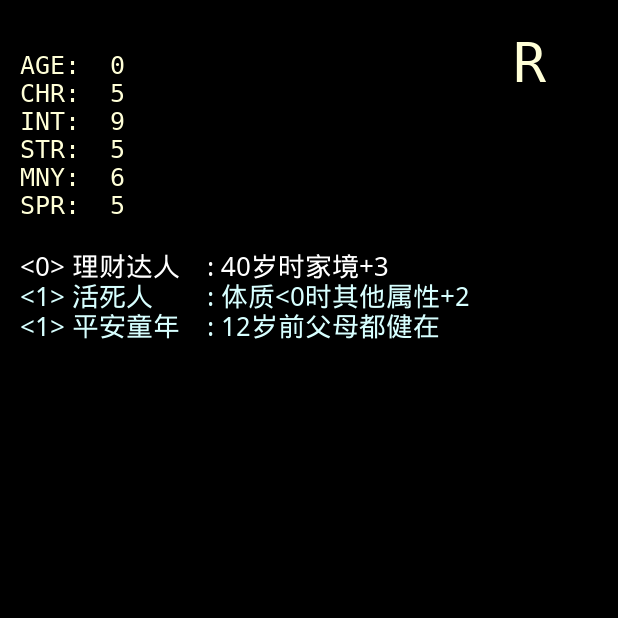 R
AGE: 0
CHR: 5
INT: 9
STR: 5
MNY: 6
SPR: 5
<0> 理财达人 : 40岁时家境+3
<1> 活死人 : 体质<0时其他属性+2
<1> 平安童年 : 12岁前父母都健在